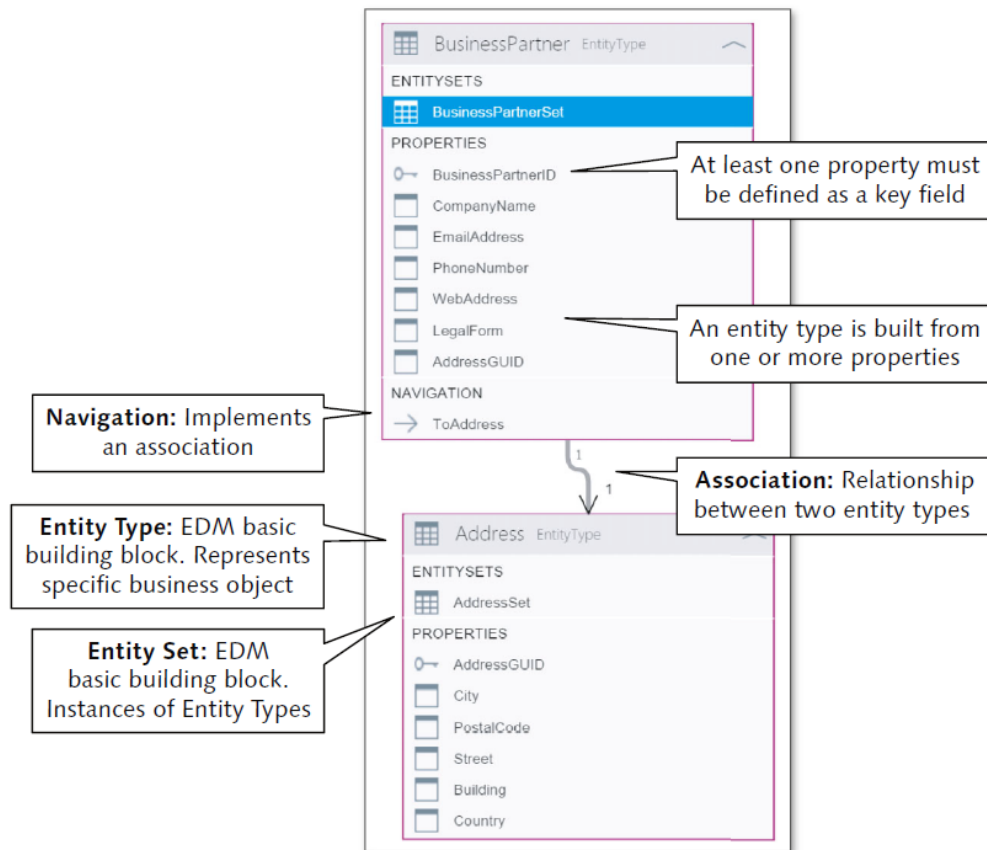 BusinessPartner EntityType
ENTITYSETS
BusinessPartnerSet
PROPERTIES
BusinessPartnerID
CompanyName
EmailAddress
PhoneNumber
WebAddress
LegalForm
AddressGUID
NAVIGATION
ToAddress
At least one property must
be defined as a key field
An entity type is built from
one or more properties
Navigation: Implements
an association
1
1
Association: Relationship
between two entity types
Entity Type: EDM basic
building block. Represents
specific business object
Address EntityType
ENTITYSETS
AddressSet
PROPERTIES
AddressGUID
City
PostalCode
Street
Building
Country
Entity Set: EDM
basic building block.
Instances of Entity Types